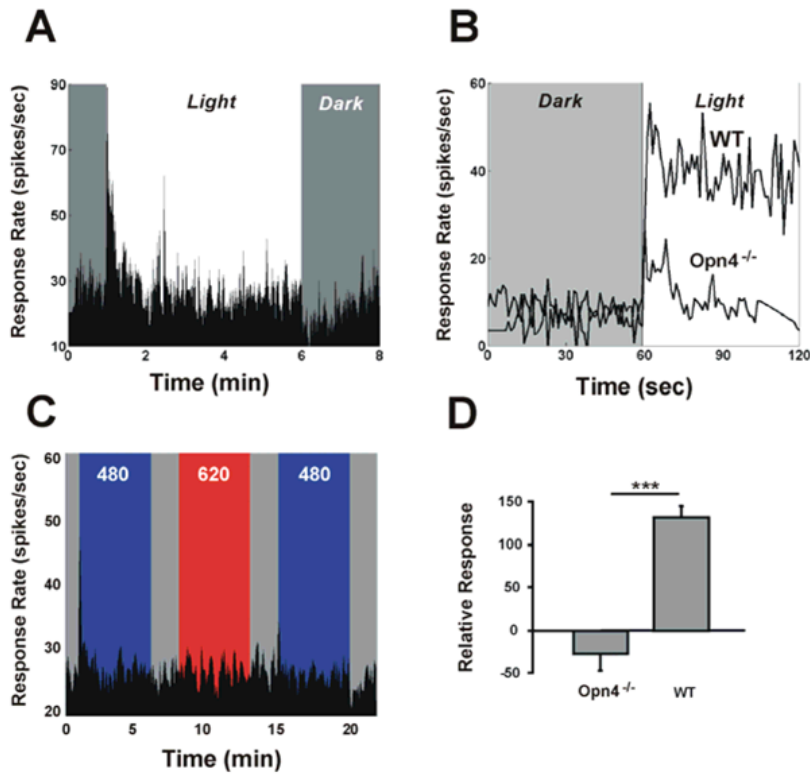 A
Response Rate (spikes/sec)
90
70
50
30
10
Light
Dark
0
2
4
6
8
Time (min)
B
Response Rate (spikes/sec)
60
40
20
0
Dark
Light
WT
Opn4 -/-
0
30
60
90
120
Time (sec)
C
Response Rate (spikes/sec)
60
50
40
30
20
480
620
480
0
5
10
15
20
Time (min)
D
Relative Response
150
100
50
0
-50
***
Opn4 -/-
WT